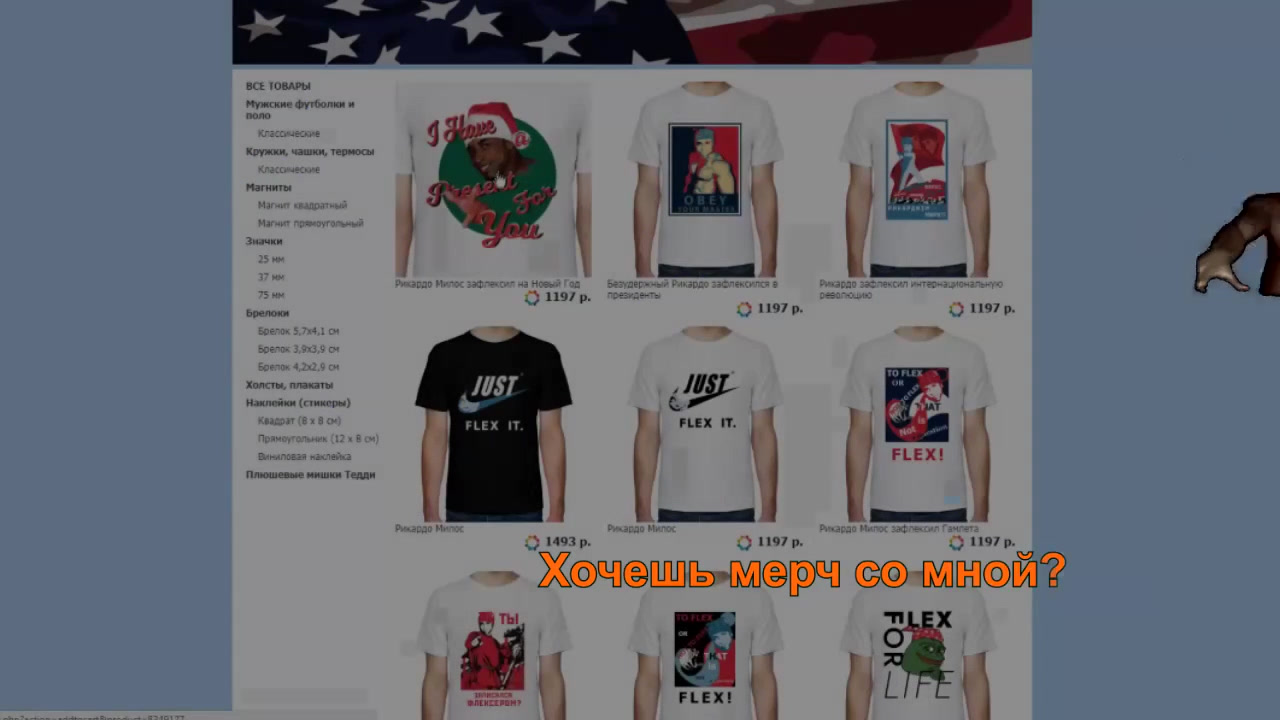 ВСЕ ТОВАРЫ
Мужские футболки и
поло
Классические
Кружки, чашки, термосы
Классические
Магниты
Магнит квадратный
Магнит прямоугольный
Значки
25 мм
37 мм
75 мм
Брелоки
Брелок 5,7x4,1 см
Брелок 3,9x3,9 см
Брелок 4,2x2,9 см
Холсты, плакаты
Наклейки (стикеры)
Квадрат (8 x 8 см)
Прямоугольник (12 x 8 см)
Виниловая наклейка
Плюшевые мишки Тедди
I Have
a
Present
For
You
Рикардо Милос зафлексил на Новый Год
1197 р.
OBEY
YOUR MASTER
Безудержный Рикардо зафлексился в
президенты
1197 р.
Рикардо зафлексил интернациональную
революцию
1197 р.
JUST
FLEX IT.
Рикардо Милос
1493 р.
JUST
FLEX IT.
Рикардо Милос
1197 р.
TO FLEX
OR
THAT
is
Not
FLEX!
Рикардо Милос зафлексил Гамлета
1197 р.
Хочешь мерч со мной?
ТЫ
ЗАПИСАЛСЯ
ФЛЕКСЕРОМ?
TO FLEX
OR
THAT
is
FLEX!
FLEX
FOR
LIFE